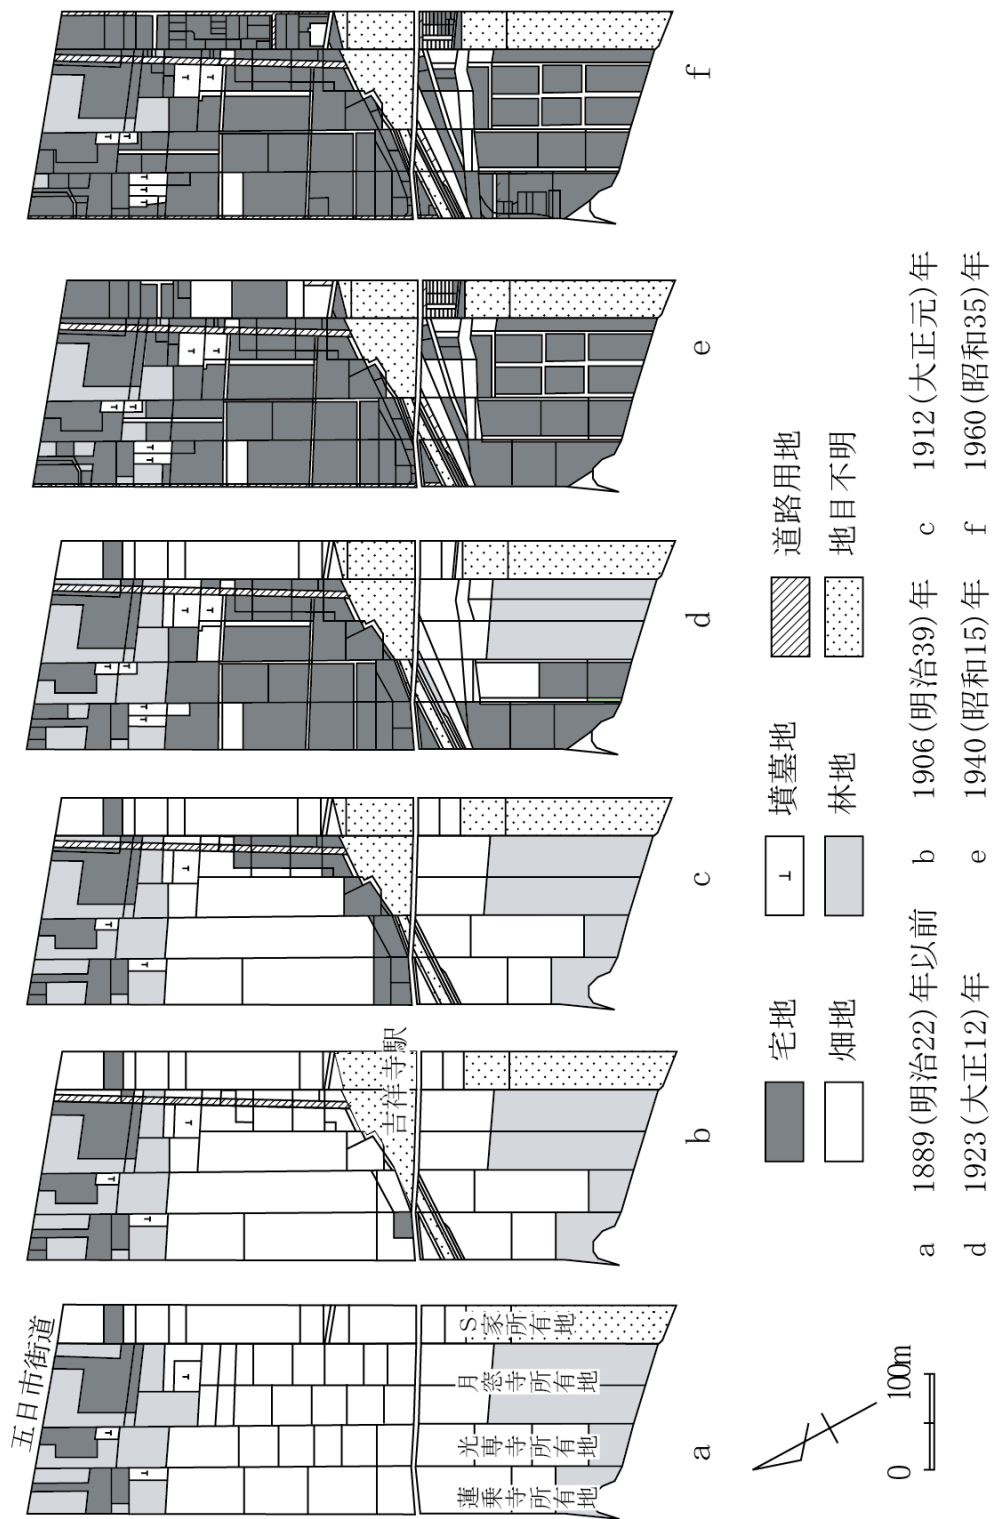 五日市街道
蓮乗寺所有地
光専寺所有地
月窓寺所有地
S家所有地
吉祥寺駅
a
b
c
d
e
f
0 100m
宅地
墳墓地
道路用地
畑地
林地
地目不明
a 1889(明治22)年以前 b 1906(明治39)年 c 1912(大正元)年
d 1923(大正12)年 e 1940(昭和15)年 f 1960(昭和35)年